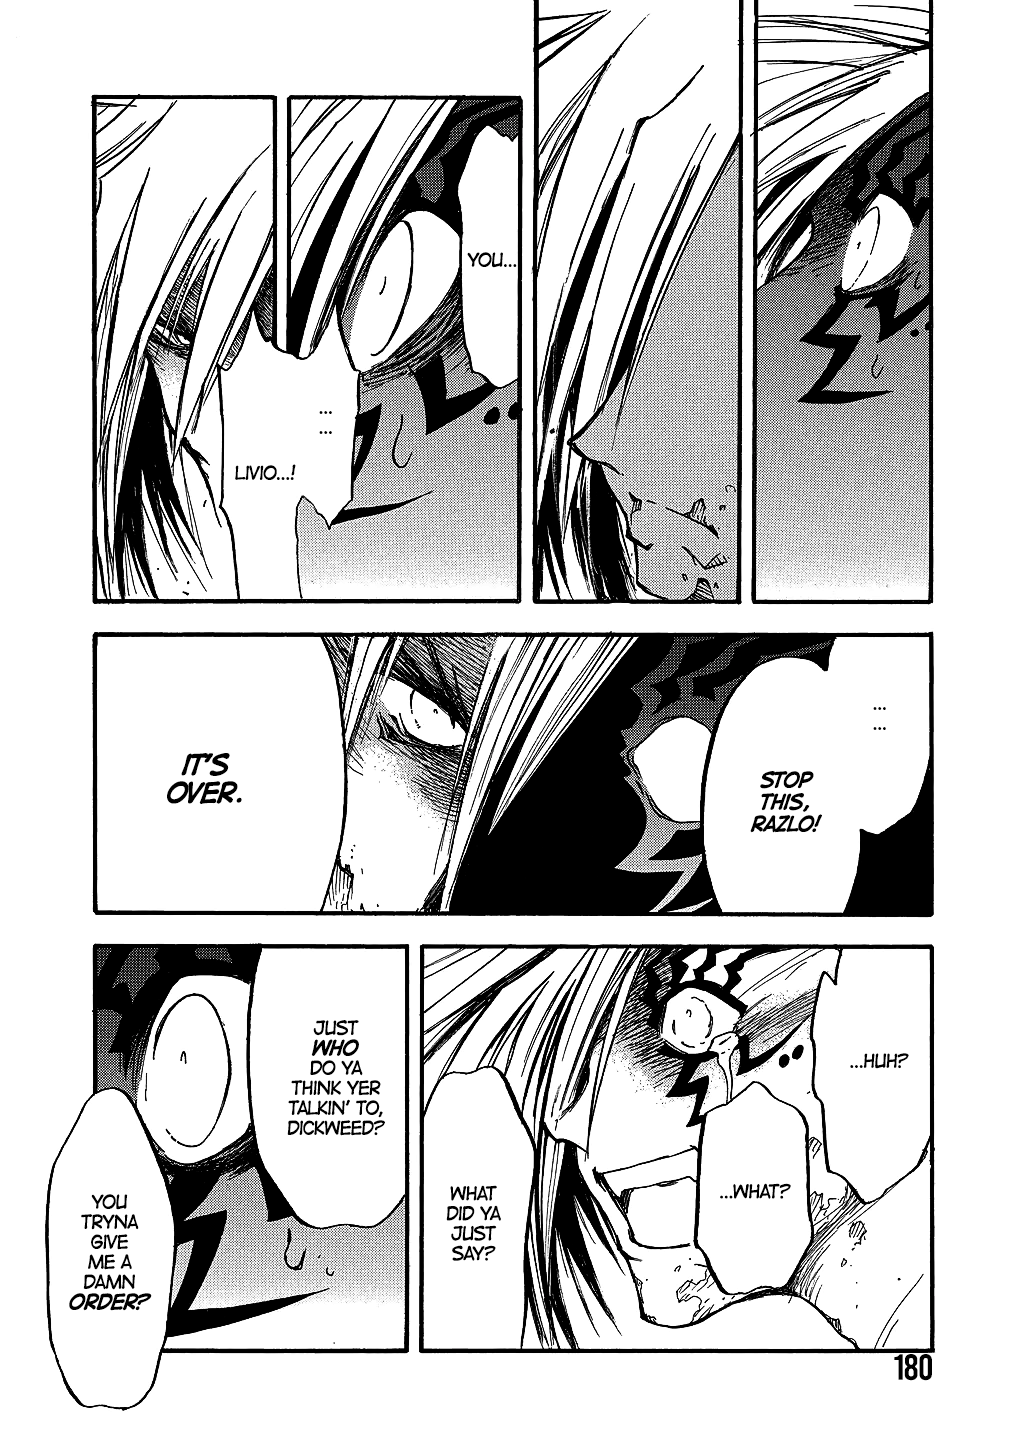 YOU...
...
...
LIVIO...!
...
...
STOP
THIS,
RAZLO!
IT'S
OVER.
...HUH?
...WHAT?
WHAT
DID YA
JUST
SAY?
JUST
WHO
DO YA
THINK YER
TALKIN' TO,
DICKWEED?
YOU
TRYNA
GIVE
ME A
DAMN
ORDER?
180